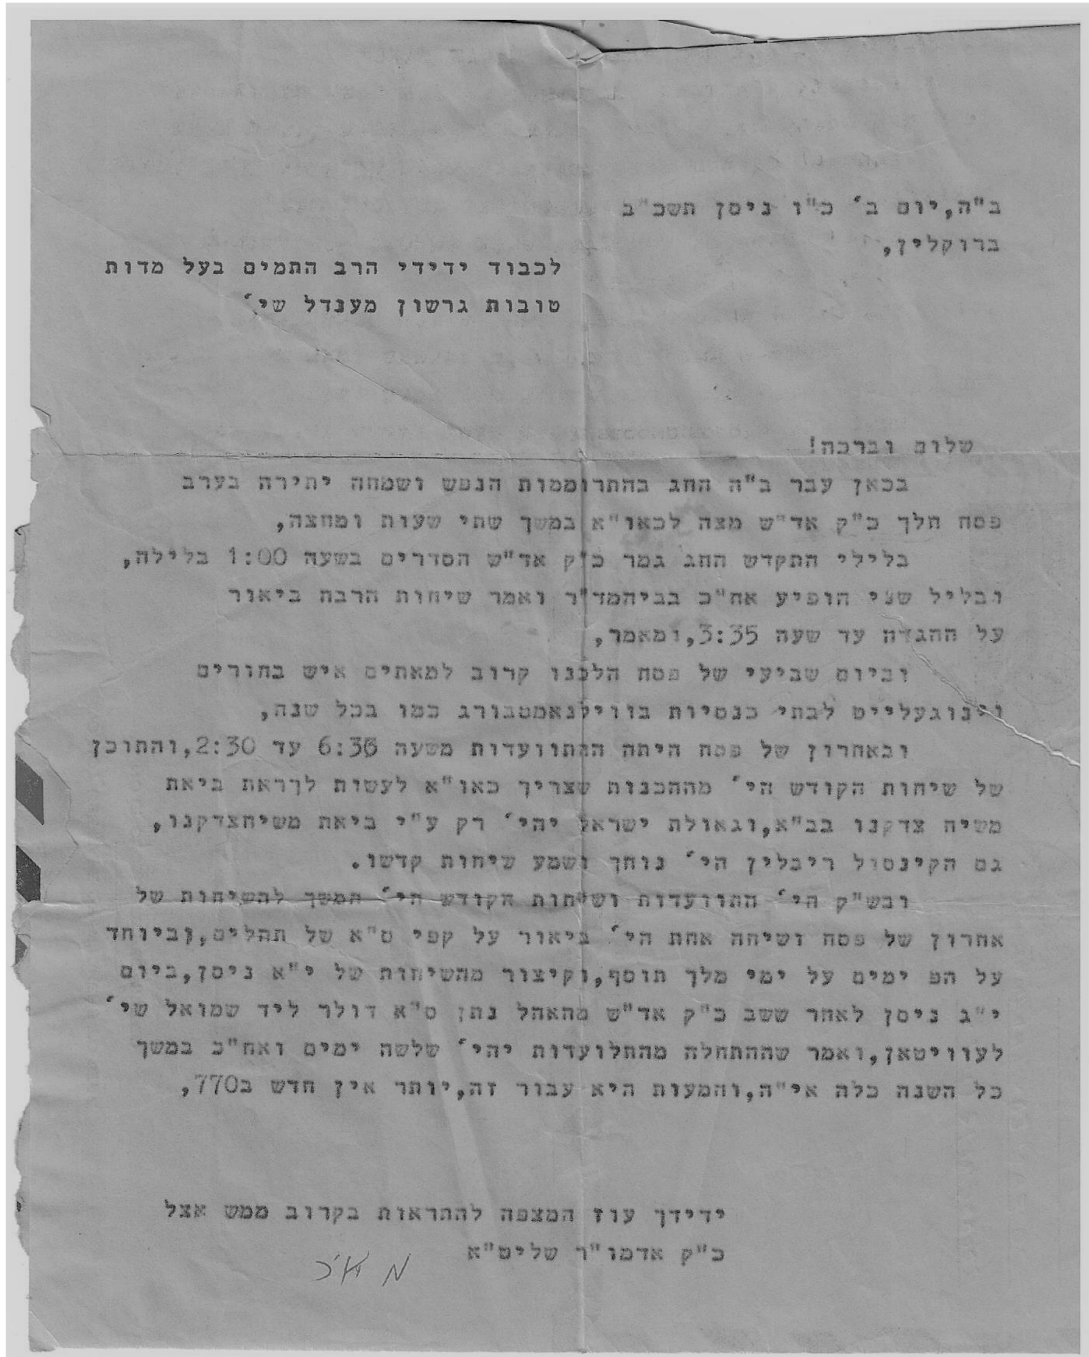 ב"ה,יום ב' כ"ו ניסן תשכ"ב
ברוקלין,
לכבוד ידידי הרב התמים בעל מדות
טובות גרשון מענדל שי'
שלום וברכה!
בכאן עבר ב"ה החג בהתרוממות הנפש ושמחה יתירה בערב
פסח חלך כ"ק אד"ש מצה לכאו"א במשך שתי שעות ומחצה,
בלילי התקדש החג גמר כ"ק אד"ש הסדרים בשעה 1:00 בלילה,
ובליל שני הופיע אח"כ בביהמד"ר ואמר שיחות הרבה ביאור
על ההגדה עד שעה 3:35,ומאמר,
וביום שביעי של פסח הלכנו קרוב למאתים איש בחורים
ויונגעלייט לבתי כנסיות בווילנאמסבורג כמו בכל שנה,
ובאחרון של פסח היתה ההתוועדות משעה 6:30 עד 2:30,והתוכן
של שיחות הקודש הי' מההכנות שצריך כאו"א לעשות לקראת ביאת
משיח צדקנו בב"א,וגאולת ישראל יהי' רק ע"י ביאת משיחצדקנו,
גם הקינסול ריבלין הי' נוחך ושמע שיחות קדשו.
ובש"ק הי' התוועדות ושיחות הקודש הי' המשך להשיחות של
אחרון של פסח ושיחה אחת הי' ביאור על קפי ס"א של תהלים,וביוחד
על הפ ימים על ימי מלך תוסף,וקיצור מהשיחות של י"א ניסן,ביום
י"ג ניסן לאחר ששב כ"ק אד"ש מהאהל נתן ס"א דולר ליד שמואל שי'
לעוויטאן,ואמר שההתחלה מהתלועדות יהי' שלשה ימים ואח"כ במשך
כל השנה כלה אי"ה,והמעות היא עבור זה,יותר אין חדש ב770,
ידידך עוז המצפה להתראות בקרוב ממש אצל
כ"ק אדמו"ר שליט"א